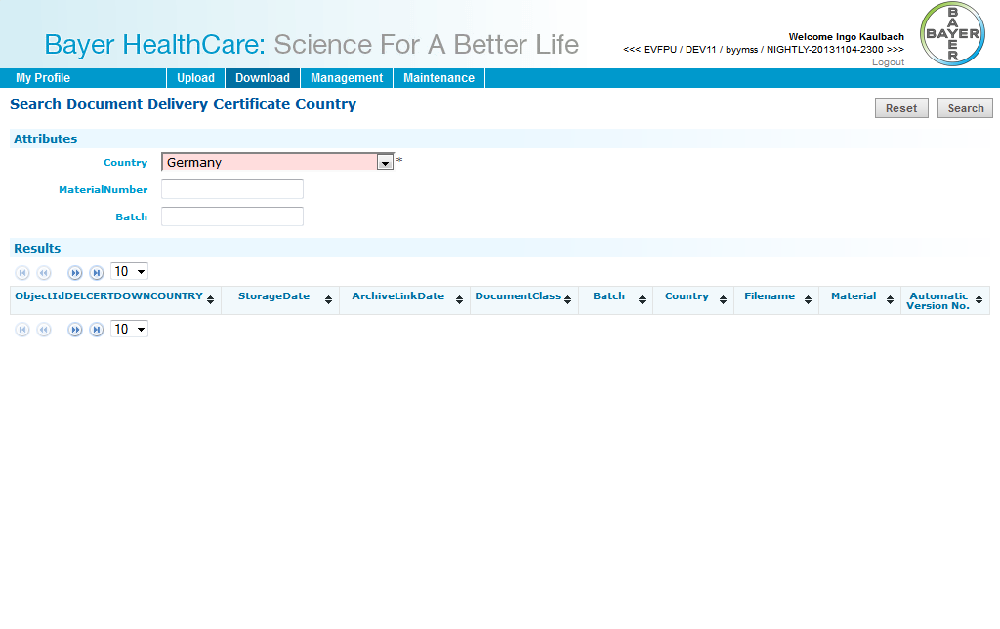 Bayer HealthCare: Science For A Better Life
Welcome Ingo Kaulbach
<<< EVFPU / DEV11 / byymss / NIGHTLY-20131104-2300 >>>
Logout
BAYER
BAYER
My Profile Upload Download Management Maintenance
Search Document Delivery Certificate Country
Reset Search
Attributes
Country Germany *
MaterialNumber
Batch
Results
10
ObjectIdDELCERTDOWNCOUNTRY StorageDate ArchiveLinkDate DocumentClass Batch Country Filename Material Automatic
Version No.
10